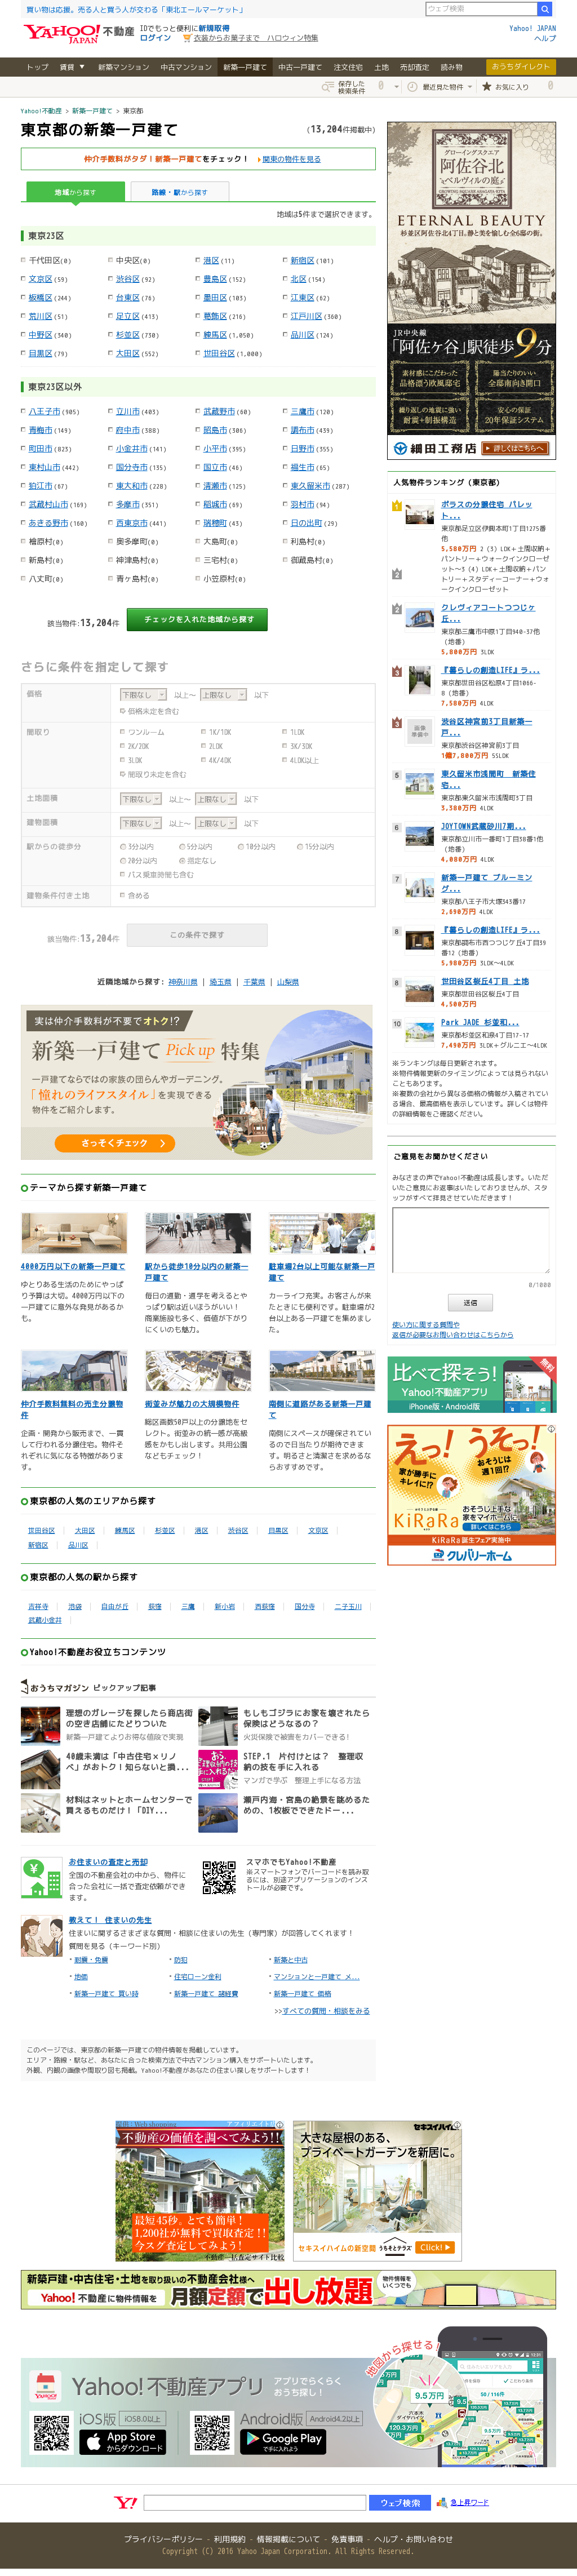 買い物は応援。売る人と買う人が交わる「東北エールマーケット」
ウェブ検索
YAHOO!不動産
JAPAN
IDでもっと便利に新規取得
ログイン
衣装からお菓子まで　ハロウィン特集
Yahoo! JAPAN
ヘルプ
トップ 賃貸 ▼ 新築マンション 中古マンション 新築一戸建て 中古一戸建て 注文住宅 土地 売却査定 読み物 おうちダイレクト
保存した検索条件 最近見た物件 お気に入り
Yahoo!不動産 > 新築一戸建て > 東京都
東京都の新築一戸建て
(13,204件掲載中)
仲介手数料がタダ！新築一戸建てをチェック！ 関東の物件を見る
地域から探す
路線・駅から探す
地域は5件まで選択できます。
東京23区
千代田区(0) 中央区(0) 港区(11) 新宿区(101)
文京区(59) 渋谷区(92) 豊島区(152) 北区(154)
板橋区(244) 台東区(76) 墨田区(103) 江東区(62)
荒川区(51) 足立区(413) 葛飾区(216) 江戸川区(360)
中野区(340) 杉並区(730) 練馬区(1,050) 品川区(124)
目黒区(79) 大田区(552) 世田谷区(1,000)
東京23区以外
八王子市(905) 立川市(403) 武蔵野市(60) 三鷹市(120)
青梅市(149) 府中市(388) 昭島市(306) 調布市(439)
町田市(823) 小金井市(141) 小平市(395) 日野市(355)
東村山市(442) 国分寺市(135) 国立市(46) 福生市(65)
狛江市(67) 東大和市(228) 清瀬市(125) 東久留米市(287)
武蔵村山市(169) 多摩市(351) 稲城市(69) 羽村市(94)
あきる野市(160) 西東京市(441) 瑞穂町(43) 日の出町(29)
檜原村(0) 奥多摩町(0) 大島町(0) 利島村(0)
新島村(0) 神津島村(0) 三宅村(0) 御蔵島村(0)
八丈町(0) 青ヶ島村(0) 小笠原村(0)
該当物件:13,204件 チェックを入れた地域から探す
さらに条件を指定して探す
価格 下限なし 以上〜 上限なし 以下
価格未定を含む
間取り ワンルーム 1K/1DK 1LDK
2K/2DK 2LDK 3K/3DK
3LDK 4K/4DK 4LDK以上
間取り未定を含む
土地面積 下限なし 以上〜 上限なし 以下
建物面積 下限なし 以上〜 上限なし 以下
駅からの徒歩分 3分以内 5分以内 10分以内 15分以内
20分以内 指定なし
バス乗車時間も含む
建物条件付き土地 含める
該当物件:13,204件 この条件で探す
近隣地域から探す: 神奈川県 | 埼玉県 | 千葉県 | 山梨県
実は仲介手数料が不要でオトク!?
新築一戸建て Pick up 特集
一戸建てならではの家族の団らんやガーデニング。
「憧れのライフスタイル」を実現できる
物件をご紹介します。
さっそくチェック
テーマから探す新築一戸建て
4000万円以下の新築一戸建て
ゆとりある生活のためにやっぱり予算は大切。4000万円以下の一戸建てに意外な発見があるかも。
駅から徒歩10分以内の新築一戸建て
毎日の通勤・通学を考えるとやっぱり駅は近いほうがいい！商業施設も多く、価値が下がりにくいのも魅力。
駐車場2台以上可能な新築一戸建て
カーライフ充実。お客さんが来たときにも便利です。駐車場が2台以上ある一戸建てを集めました。
仲介手数料無料の売主分譲物件
企画・開発から販売まで、一貫して行われる分譲住宅。物件それぞれに気になる特徴があります。
街並みが魅力の大規模物件
総区画数50戸以上の分譲地をセレクト。街並みの統一感が高級感をかもし出します。共用公園などもチェック！
南側に道路がある新築一戸建て
南側にスペースが確保されているので日当たりが期待できます。明るさと清潔さを求めるならおすすめです。
東京都の人気のエリアから探す
世田谷区 大田区 練馬区 杉並区 港区 渋谷区 目黒区 文京区
新宿区 品川区
東京都の人気の駅から探す
吉祥寺 池袋 自由が丘 荻窪 三鷹 新小岩 西荻窪 国分寺 二子玉川
武蔵小金井
Yahoo!不動産お役立ちコンテンツ
おうちマガジン ピックアップ記事
理想のガレージを探したら商店街の空き店舗にたどりついた
新築一戸建てよりお得な値段で実現
もしもゴジラにお家を壊されたら保険はどうなるの？
火災保険で被害をカバーできる!
40歳未満は「中古住宅×リノベ」がおトク！知らないと損...
STEP.1　片付けとは？　整理収納の技を手に入れる
マンガで学ぶ　整理上手になる方法
材料はネットとホームセンターで買えるものだけ！「DIY...
瀬戸内海・宮島の絶景を眺めるための、1枚板でできたドー...
お住まいの査定と売却
全国の不動産会社の中から、物件に合った会社に一括で査定依頼ができます。
スマホでもYahoo!不動産
※スマートフォンでバーコードを読み取るには、別途アプリケーションのインストールが必要です。
教えて！ 住まいの先生
住まいに関するさまざまな質問・相談に住まいの先生（専門家）が回答してくれます！
質問を見る（キーワード別）
耐震・免震 防犯 新築と中古
地価 住宅ローン金利 マンションと一戸建て メ...
新築一戸建て 買い時 新築一戸建て 諸経費 新築一戸建て 価格
>>すべての質問・相談をみる
このページでは、東京都の新築一戸建ての物件情報を掲載しています。
エリア・路線・駅など、あなたに合った検索方法で中古マンション購入をサポートいたします。
外観、内観の画像や間取り図も掲載。Yahoo!不動産があなたの住まい探しをサポートします！
グローイングスクエア
阿佐谷北
《ビルヴィルの庭》
ETERNAL BEAUTY
JR中央線
「阿佐ヶ谷」駅徒歩9分
素材感にこだわった
品格漂う欧風邸宅
陽当たりのいい
全邸南向き開口
繰り返しの地震に強い
耐震+制振構造
安心の保証
20年保証システム
細田工務店 詳しくはこちらへ
人気物件ランキング（東京都）
1 ポラスの分譲住宅 パレット...
東京都足立区伊興本町1丁目1275番他
5,580万円 2（3）LDK+土間収納+パントリー+ウォークインクローゼット〜3（4）LDK+土間収納+パントリー+スタディーコーナー+ウォークインクローゼット
2 クレヴィアコートつつじヶ丘...
東京都三鷹市中原1丁目940-37他（地番）
5,800万円 3LDK
3 『暮らしの創造LIFE』ラ...
東京都世田谷区松原4丁目1066-8（地番）
7,580万円 4LDK
3 渋谷区神宮前3丁目新築一戸...
画像準備中
東京都渋谷区神宮前3丁目
1億7,800万円 5SLDK
5 東久留米市浅間町　新築住宅...
東京都東久留米市浅間町3丁目
3,380万円 4LDK
6 JOYTOWN武蔵砂川7期...
東京都立川市一番町1丁目38番1他（地番）
4,080万円 4LDK
7 新築一戸建て ブルーミング...
東京都八王子市大塚343番17
2,690万円 4LDK
8 『暮らしの創造LIFE』ラ...
東京都調布市西つつじケ丘4丁目39番12（地番）
5,980万円 3LDK〜4LDK
8 世田谷区桜丘4丁目 土地
東京都世田谷区桜丘4丁目
4,500万円
10 Park JADE 杉並和...
東京都杉並区和泉4丁目17-17
7,490万円 3LDK+グルニエ〜4LDK
※ランキングは毎日更新されます。
※物件情報更新のタイミングによっては見られないこともあります。
※複数の会社から異なる価格の情報が入稿されている場合、最高価格を表示しています。詳しくは物件の詳細情報をご確認ください。
ご意見をお聞かせください
みなさまの声でYahoo!不動産は成長します。いただいたご意見にお返事はいたしておりませんが、スタッフがすべて拝見させていただきます！
0/1000
送信
使い方に関する質問や
返信が必要なお問い合わせはこちらから
無料
比べて探そう!
Yahoo!不動産アプリ
iPhone版・Android版
えっ！うそっ！
家が勝手にキレイに!?
おそうじは週1回!?
KiRaRa
おそうじ上手な家をマイホームに!
詳しくはこちら
KiRaRa誕生フェア実施中
クレバリーホーム
不動産の価値を調べてみよう!!
最短45秒。とても簡単！
1,200社が無料で買取査定！！
今スグ査定してみよう！
不動産一括査定サイト比較
セキスイハイム
大きな屋根のある、
プライベートガーデンを新居に。
セキスイハイムの新空間 うちそとテラス Click!
新築戸建・中古住宅・土地を取り扱いの不動産会社様へ
Yahoo!不動産に物件情報を 月額定額で出し放題
物件情報をいくつでも
Yahoo!不動産アプリ
アプリでらくらく
おうち探し！
地図から探せる！
iOS版 iOS8.0以上
App Store
からダウンロード
Android版 Android4.2以上
Google Play
で手に入れよう
9.5万円
Y! ウェブ検索 急上昇ワード
プライバシーポリシー - 利用規約 - 情報掲載について - 免責事項 - ヘルプ・お問い合わせ
Copyright (C) 2016 Yahoo Japan Corporation. All Rights Reserved.